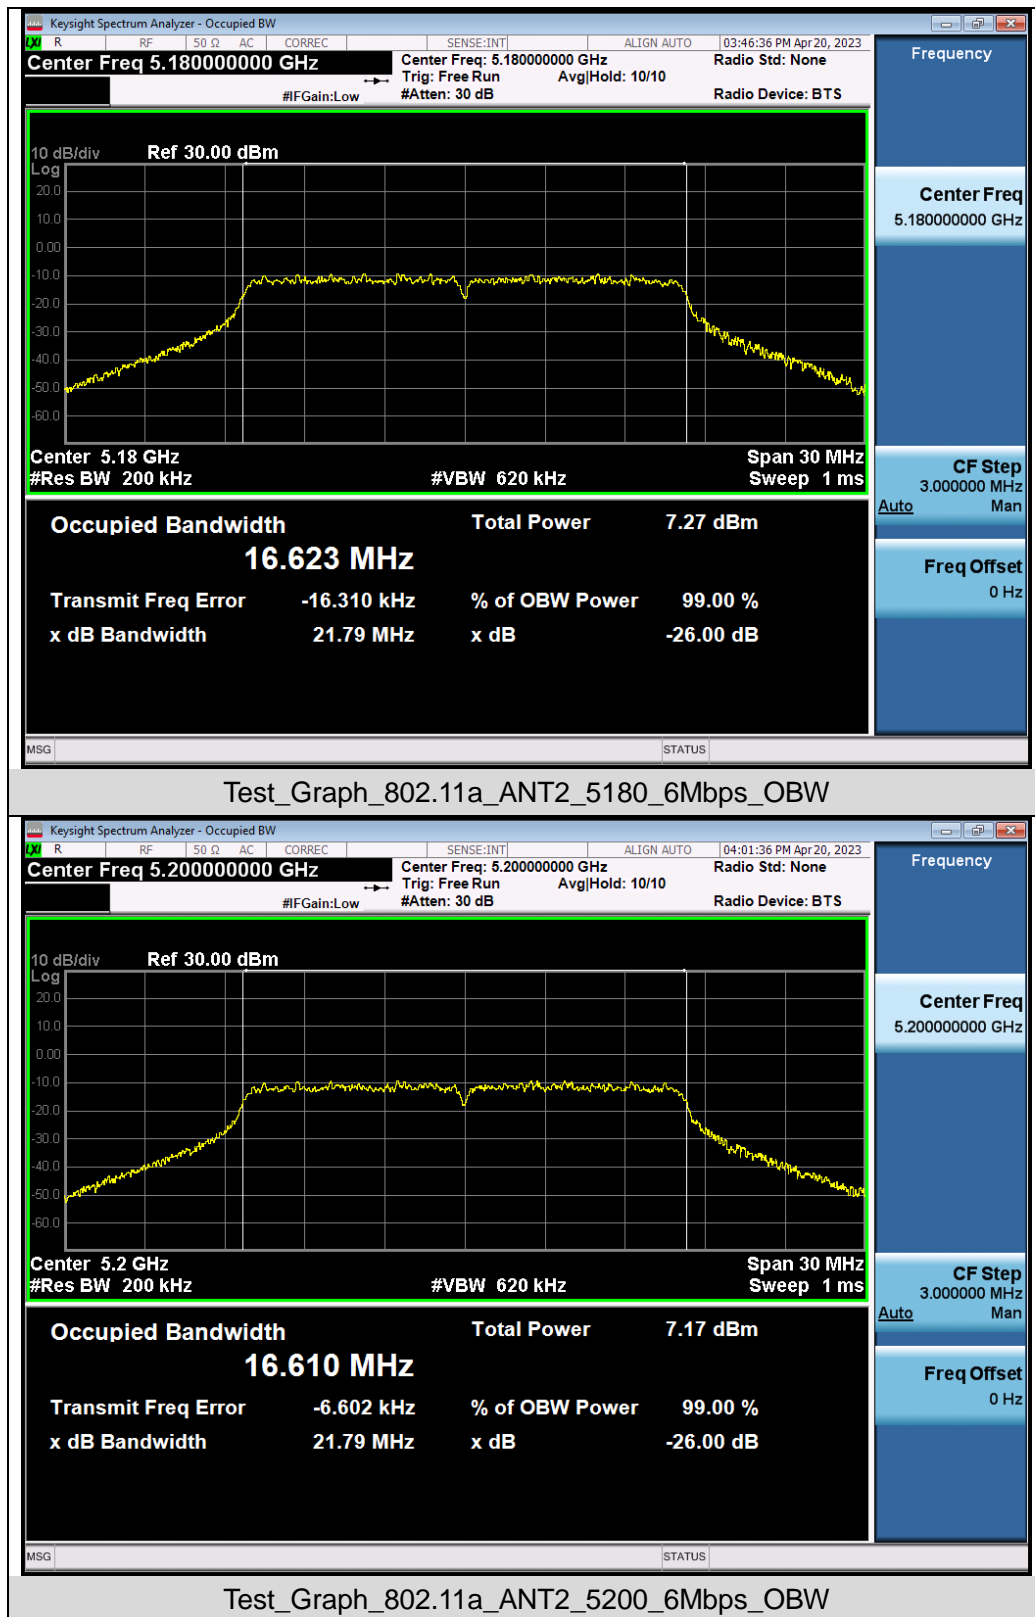 Keysight Spectrum Analyzer - Occupied BW
LXI R RF 50 Ω AC CORREC SENSE:INT ALIGN AUTO 03:46:36 PM Apr 20, 2023
Center Freq 5.180000000 GHz Center Freq: 5.180000000 GHz Radio Std: None
Trig: Free Run Avg|Hold: 10/10
#IFGain:Low #Atten: 30 dB Radio Device: BTS
10 dB/div Ref 30.00 dBm
Log
20.0
10.0
0.00
-10.0
-20.0
-30.0
-40.0
-50.0
-60.0
Center 5.18 GHz Span 30 MHz
#Res BW 200 kHz #VBW 620 kHz Sweep 1 ms
Occupied Bandwidth Total Power 7.27 dBm
16.623 MHz
Transmit Freq Error -16.310 kHz % of OBW Power 99.00 %
x dB Bandwidth 21.79 MHz x dB -26.00 dB
MSG STATUS
Frequency
Center Freq
5.180000000 GHz
CF Step
3.000000 MHz
Auto Man
Freq Offset
0 Hz
Test_Graph_802.11a_ANT2_5180_6Mbps_OBW
Keysight Spectrum Analyzer - Occupied BW
LXI R RF 50 Ω AC CORREC SENSE:INT ALIGN AUTO 04:01:36 PM Apr 20, 2023
Center Freq 5.200000000 GHz Center Freq: 5.200000000 GHz Radio Std: None
Trig: Free Run Avg|Hold: 10/10
#IFGain:Low #Atten: 30 dB Radio Device: BTS
10 dB/div Ref 30.00 dBm
Log
20.0
10.0
0.00
-10.0
-20.0
-30.0
-40.0
-50.0
-60.0
Center 5.2 GHz Span 30 MHz
#Res BW 200 kHz #VBW 620 kHz Sweep 1 ms
Occupied Bandwidth Total Power 7.17 dBm
16.610 MHz
Transmit Freq Error -6.602 kHz % of OBW Power 99.00 %
x dB Bandwidth 21.79 MHz x dB -26.00 dB
MSG STATUS
Frequency
Center Freq
5.200000000 GHz
CF Step
3.000000 MHz
Auto Man
Freq Offset
0 Hz
Test_Graph_802.11a_ANT2_5200_6Mbps_OBW